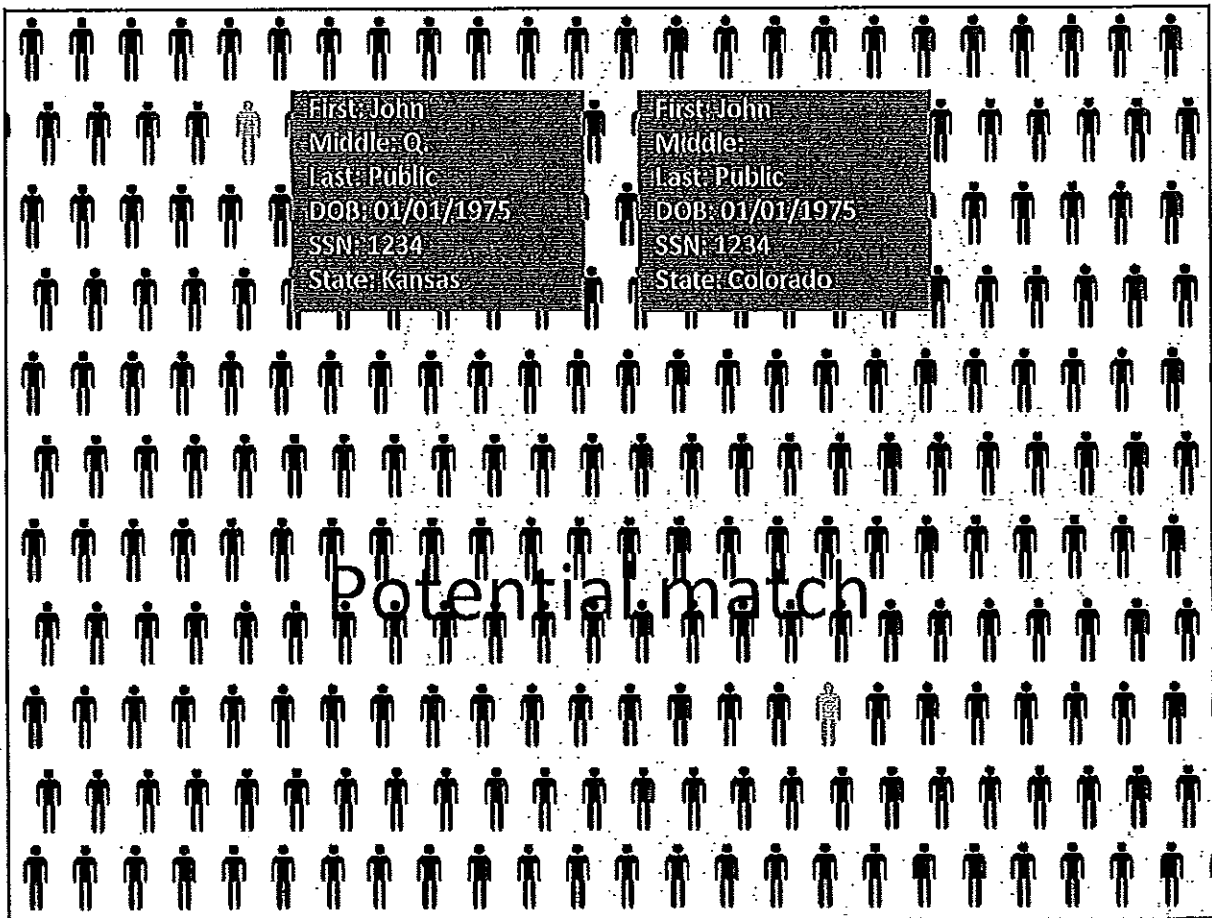 First: John
Middle: Q.
Last: Public
DOB: 01/01/1975
SSN: 1234
State: Kansas
First: John
Middle:
Last: Public
DOB: 01/01/1975
SSN: 1234
State: Colorado
Potential match